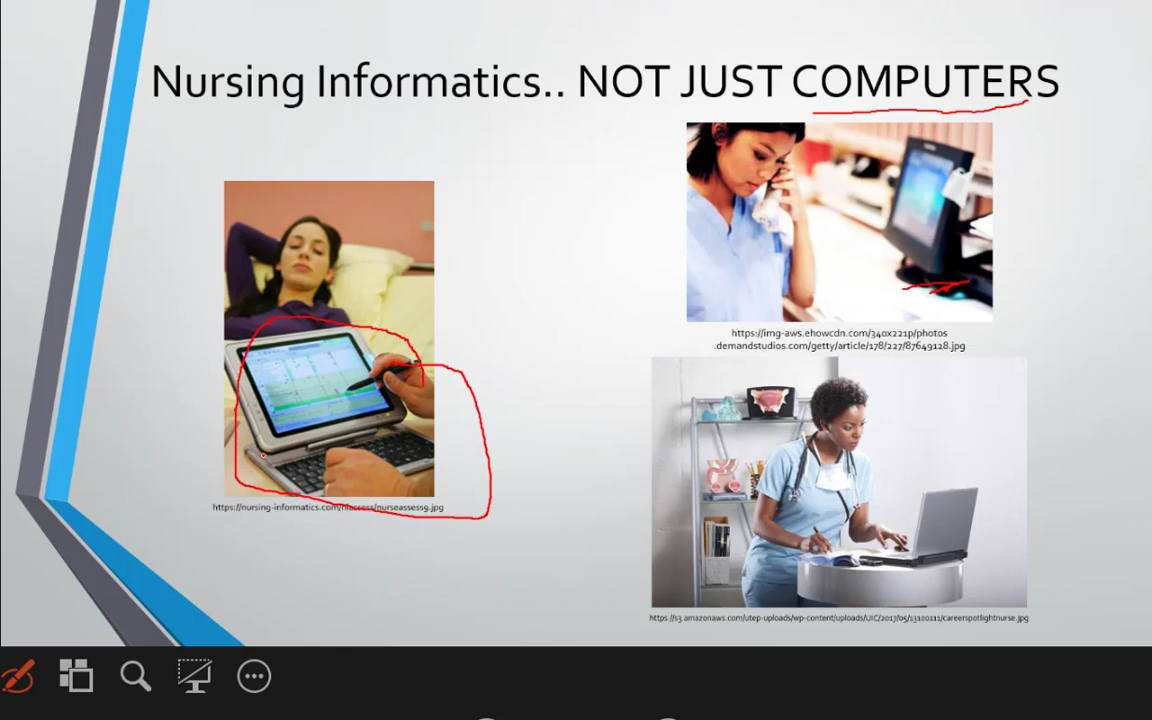 Nursing Informatics.. NOT JUST COMPUTERS
https://img-aws.ehowcdn.com/340x221p/photos
.demandstudios.com/getty/article/178/227/87649128.jpg
https://nursing-informatics.com/niassess/nurseassess9.jpg
https://s3.amazonaws.com/utep-uploads/wp-content/uploads/UIC/2017/05/13100111/careerspotlightnurse.jpg